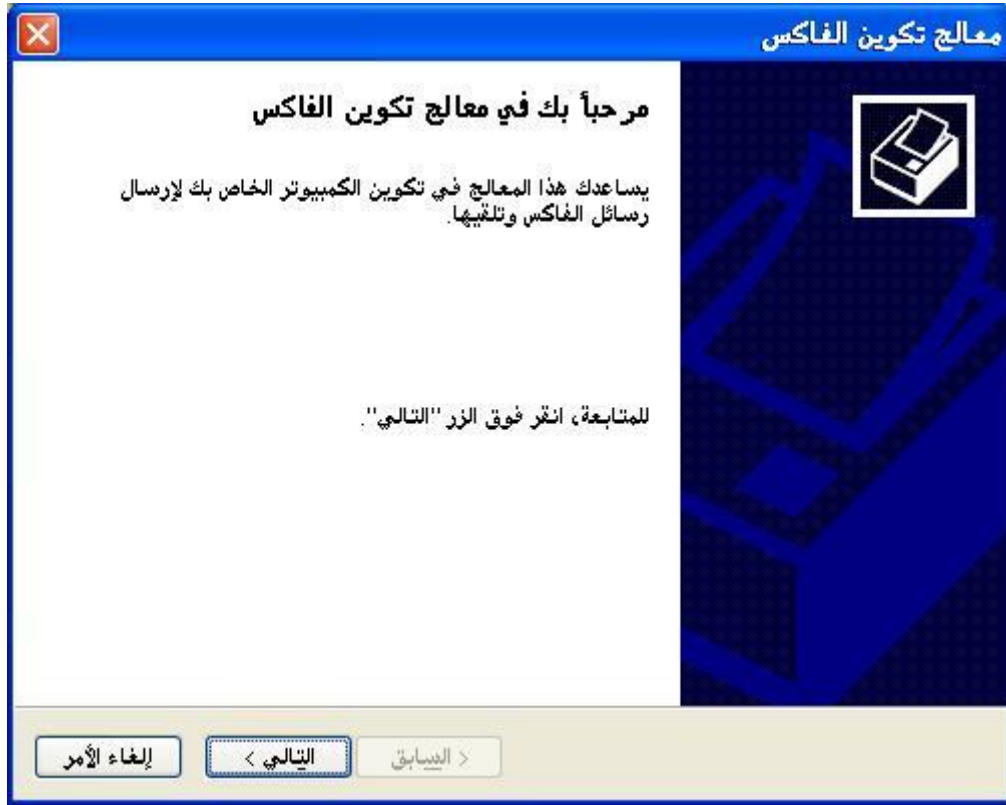 معالج تكوين الفاكس
مرحباً بك في معالج تكوين الفاكس
يساعدك هذا المعالج في تكوين الكمبيوتر الخاص بك لإرسال
رسائل الفاكس وتلقيها.
للمتابعة، انقر فوق الزر "التالي".
< السابق
التالي >
إلغاء الأمر